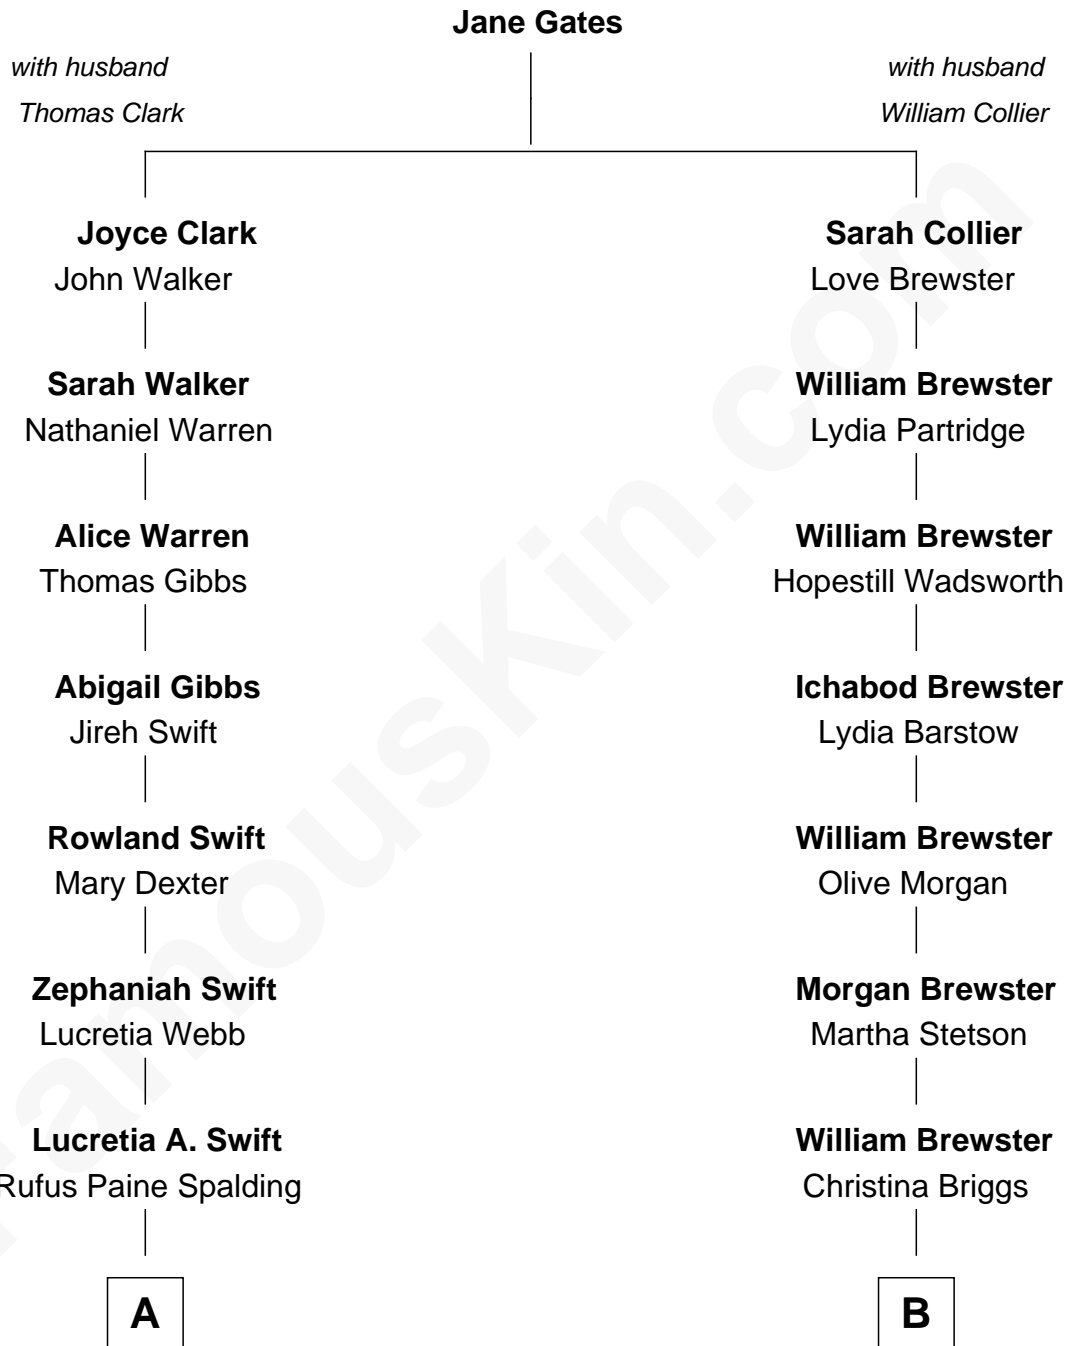 Jane Gates
with husband
Thomas Clark
with husband
William Collier
Joyce Clark
John Walker
Sarah Collier
Love Brewster
Sarah Walker
Nathaniel Warren
William Brewster
Lydia Partridge
Alice Warren
Thomas Gibbs
William Brewster
Hopestill Wadsworth
Abigail Gibbs
Jireh Swift
Ichabod Brewster
Lydia Barstow
Rowland Swift
Mary Dexter
William Brewster
Olive Morgan
Zephaniah Swift
Lucretia Webb
Morgan Brewster
Martha Stetson
Lucretia A. Swift
Rufus Paine Spalding
William Brewster
Christina Briggs
A
B
FamousKin.com